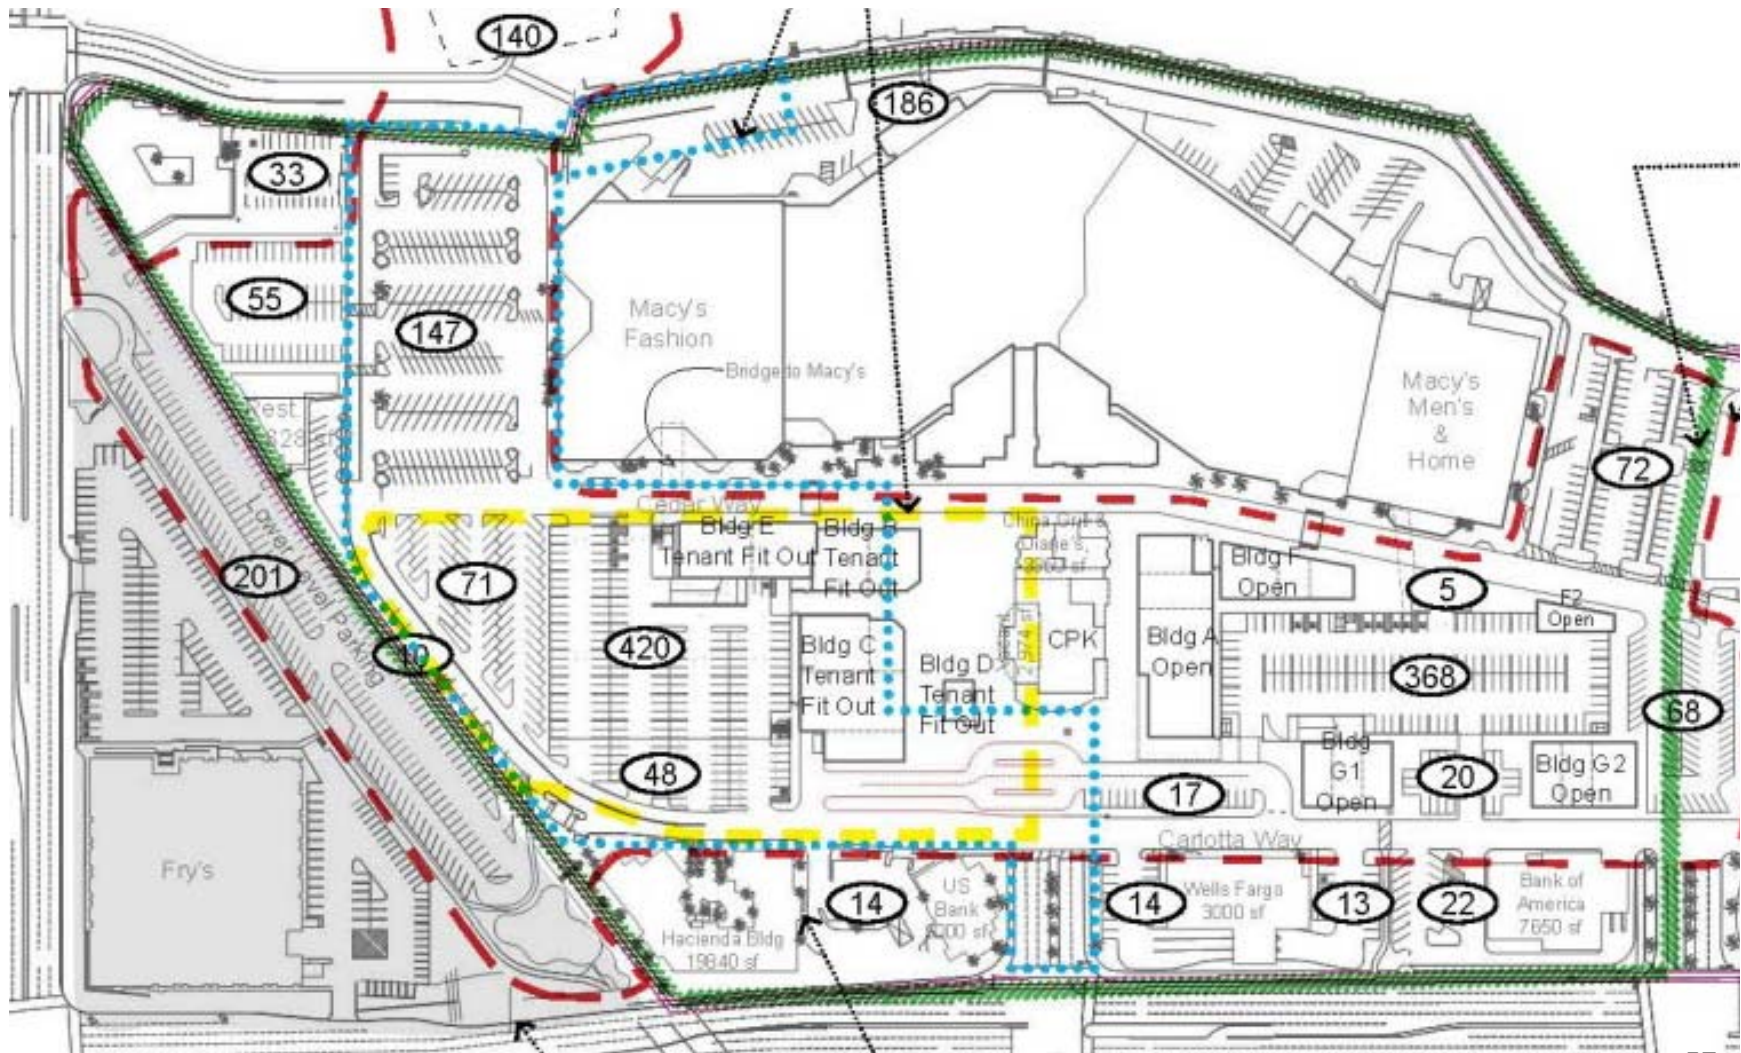 140
186
33
55
147
Macy's
Fashion
Bridge to Macy's
Macy's
Men's
&
Home
72
Rest.
Cedar Way
Lower Level Parking
201
71
10
420
48
Bldg E
Tenant Fit Out
Bldg B
Tenant
Fit Out
Bldg C
Tenant
Fit Out
Bldg D
Tenant
Fit Out
China Grill &
Diane's,
CPK
Bldg A
Open
Bldg F
Open
5
F2
Open
368
68
Bldg
G1
Open
20
Bldg G2
Open
17
Carlotta Way
Fry's
Hacienda Bldg
19840 sf
14
US
Bank
14
Wells Fargo
3000 sf
13
22
Bank of
America
7650 sf